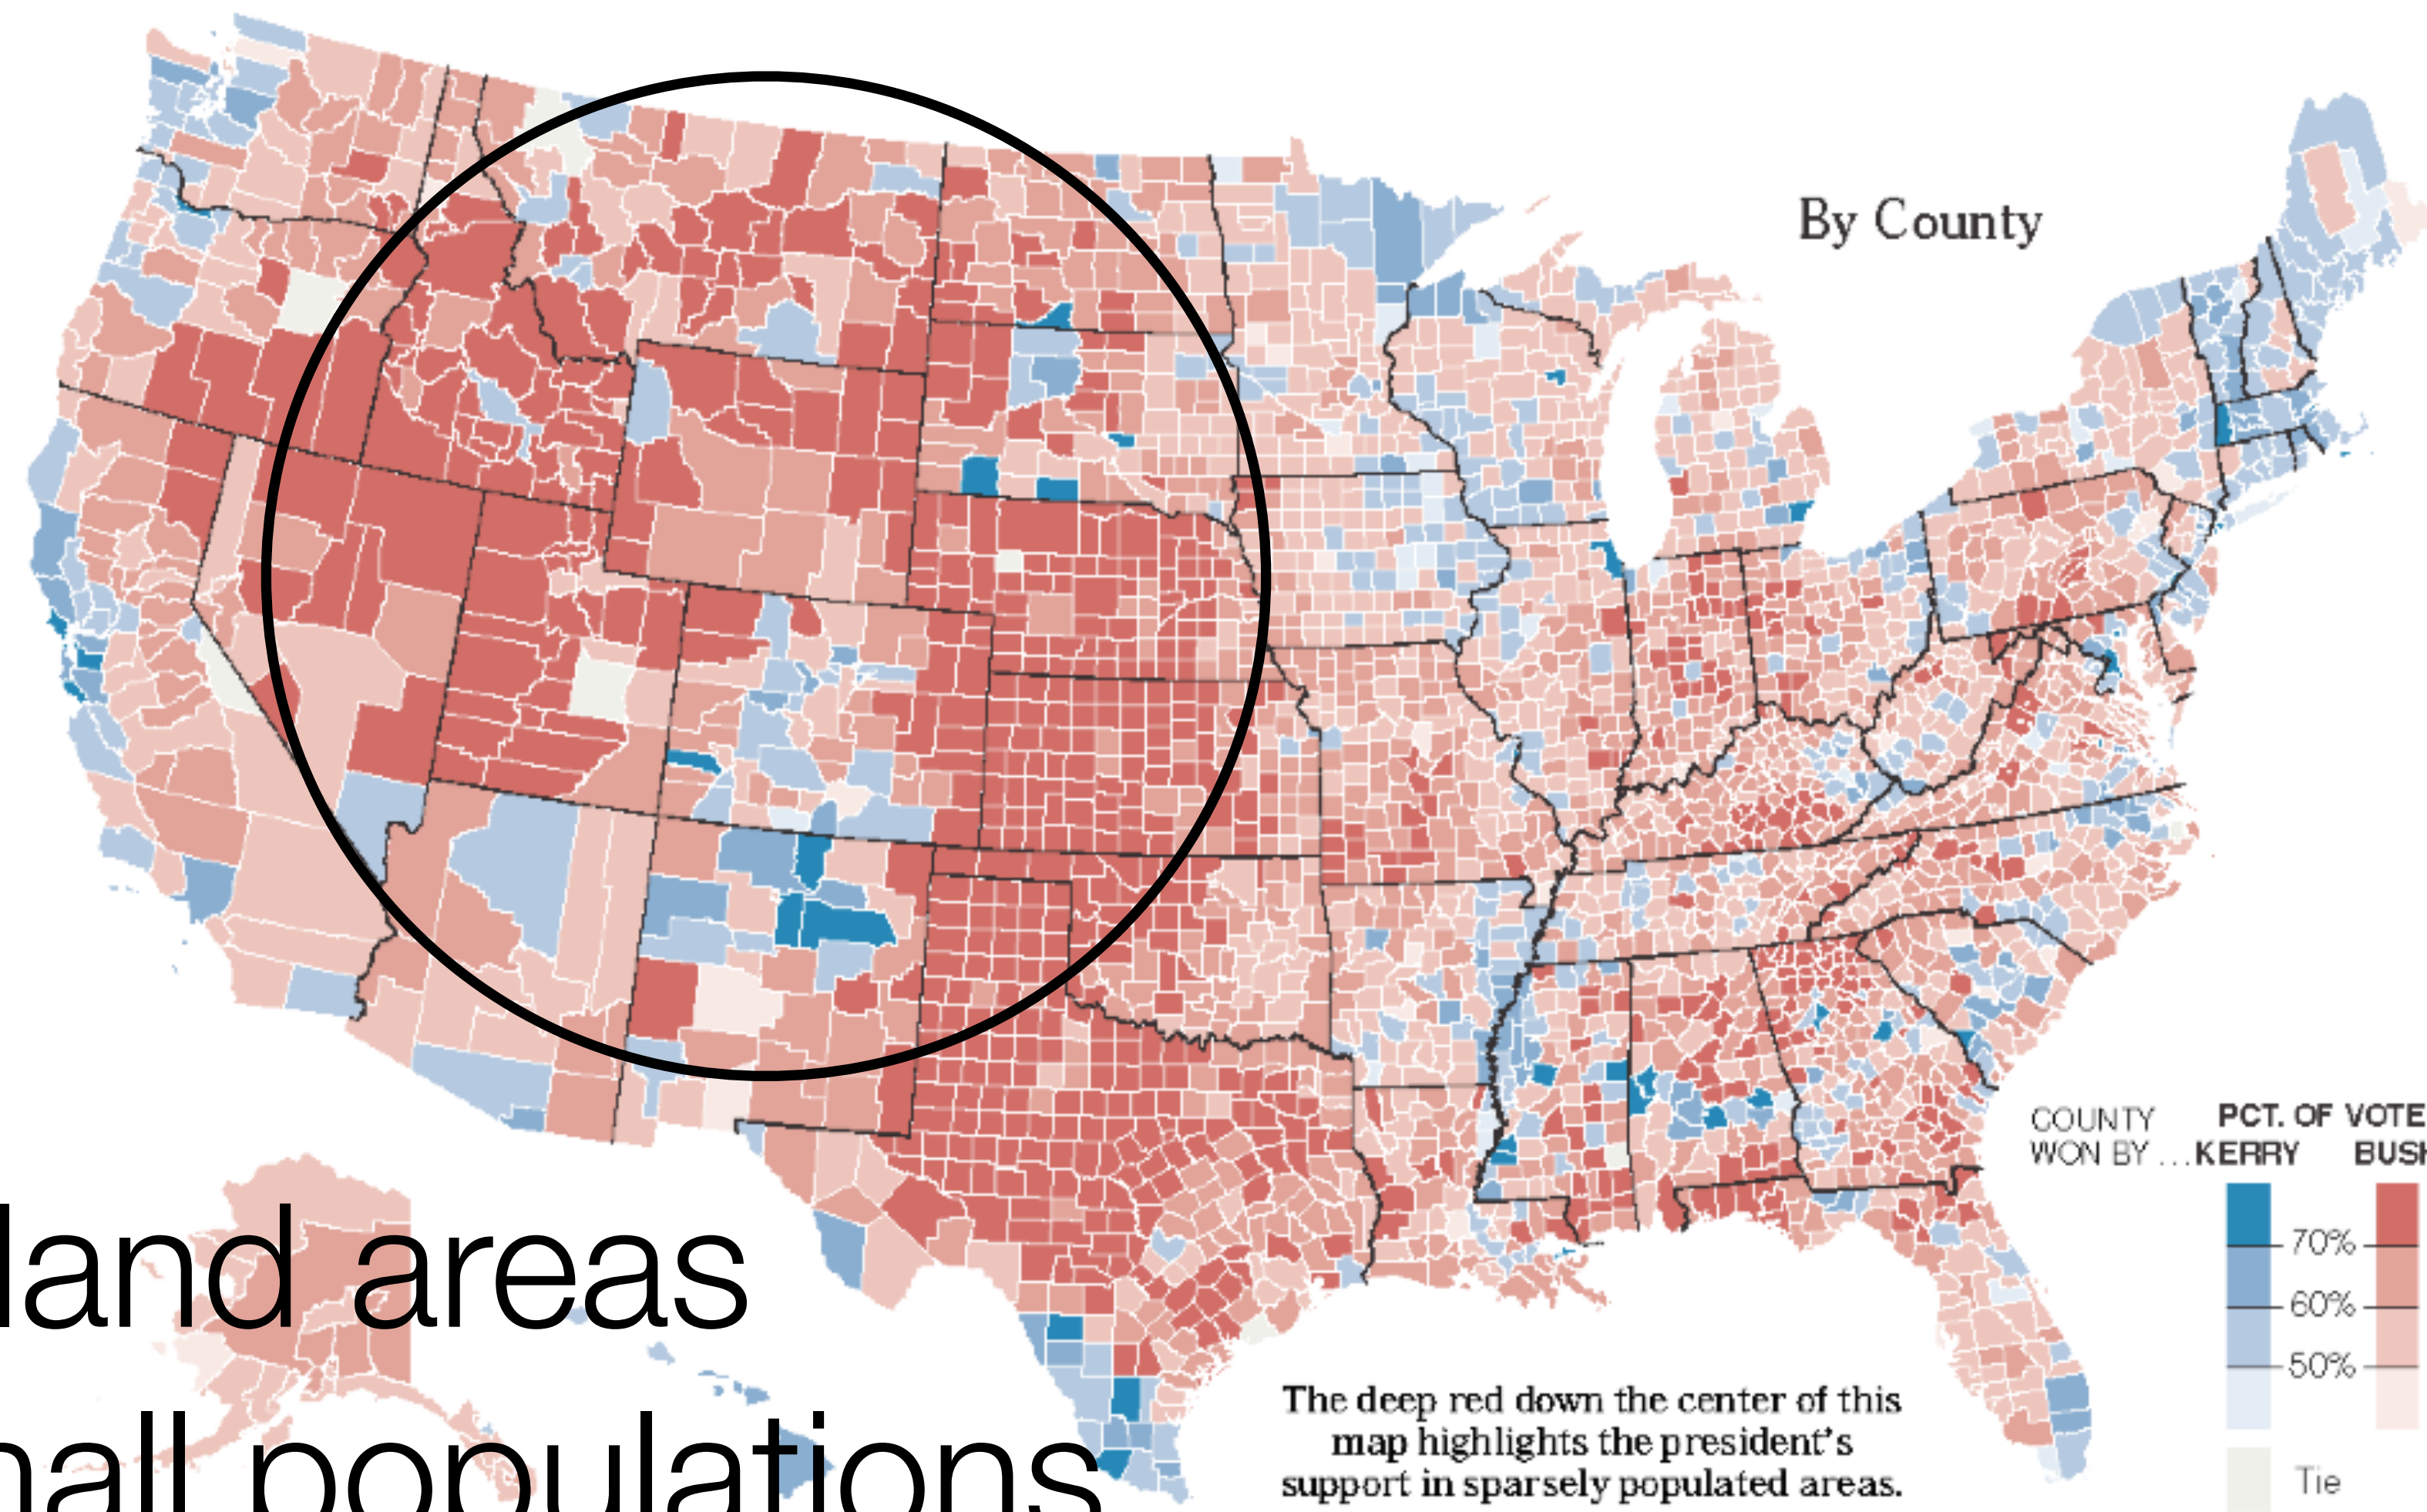 By County
COUNTY PCT. OF VOTE
WON BY ... KERRY BUSH
70%
60%
50%
Tie
land areas
The deep red down the center of this
map highlights the president's
support in sparsely populated areas.
populations